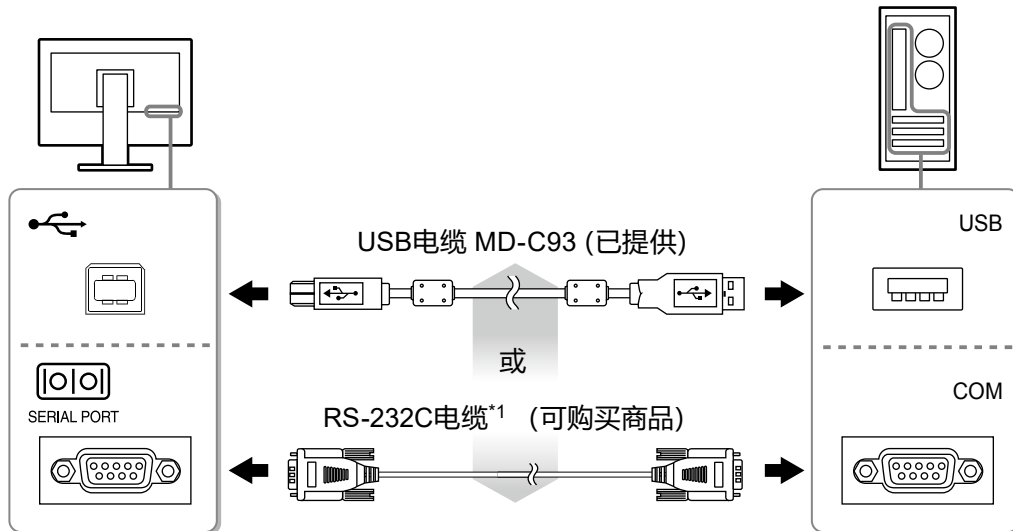 USB
USB电缆 MD-C93 (已提供)
或
|O|O|
SERIAL PORT
COM
RS-232C电缆*1 (可购买商品)